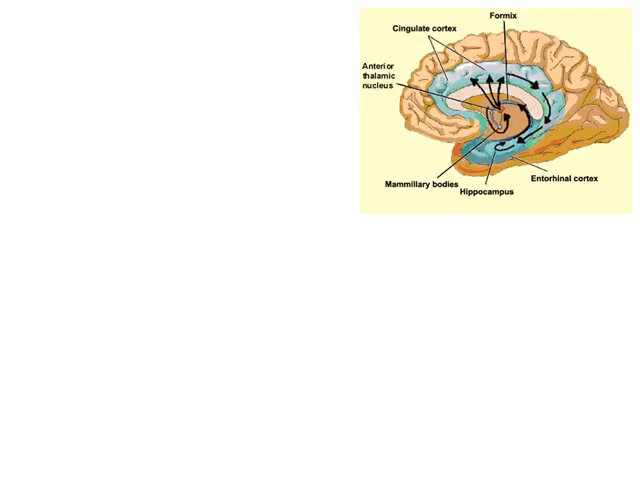 Fornix
Cingulate cortex
Anterior
thalamic
nucleus
Entorhinal cortex
Mammillary bodies
Hippocampus